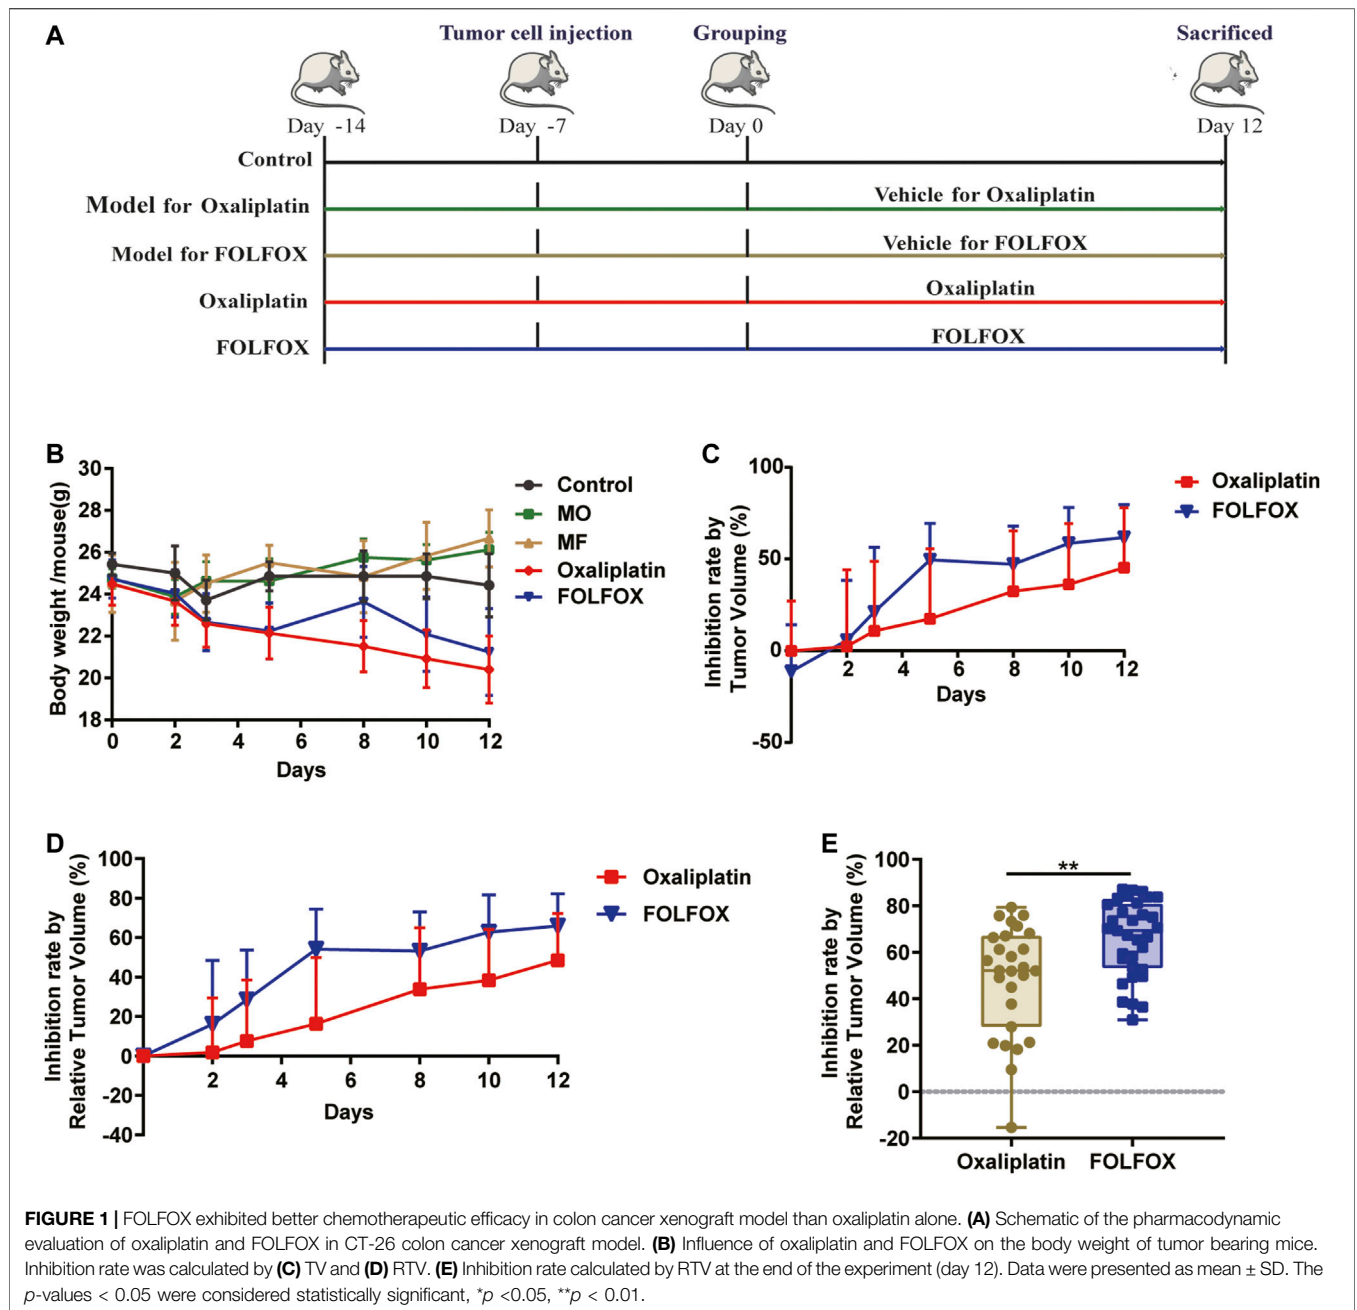 A
Tumor cell injection Grouping Sacrificed
Day -14 Day -7 Day 0 Day 12
Control
Model for Oxaliplatin Vehicle for Oxaliplatin
Model for FOLFOX Vehicle for FOLFOX
Oxaliplatin Oxaliplatin
FOLFOX FOLFOX
B
Body weight /mouse(g)
30
28
26
24
22
20
18
0 2 4 6 8 10 12
Days
Control
MO
MF
Oxaliplatin
FOLFOX
C
Inhibition rate by
Tumor Volume (%)
100
50
0
-50
2 4 6 8 10 12
Days
Oxaliplatin
FOLFOX
D
Inhibition rate by
Relative Tumor Volume (%)
100
80
60
40
20
0
-20
-40
2 4 6 8 10 12
Days
Oxaliplatin
FOLFOX
E
Inhibition rate by
Relative Tumor Volume (%)
100
80
60
40
20
0
-20
**
Oxaliplatin FOLFOX
FIGURE 1 | FOLFOX exhibited better chemotherapeutic efficacy in colon cancer xenograft model than oxaliplatin alone. (A) Schematic of the pharmacodynamic
evaluation of oxaliplatin and FOLFOX in CT-26 colon cancer xenograft model. (B) Influence of oxaliplatin and FOLFOX on the body weight of tumor bearing mice.
Inhibition rate was calculated by (C) TV and (D) RTV. (E) Inhibition rate calculated by RTV at the end of the experiment (day 12). Data were presented as mean ± SD. The
p-values < 0.05 were considered statistically significant, *p <0.05, **p < 0.01.